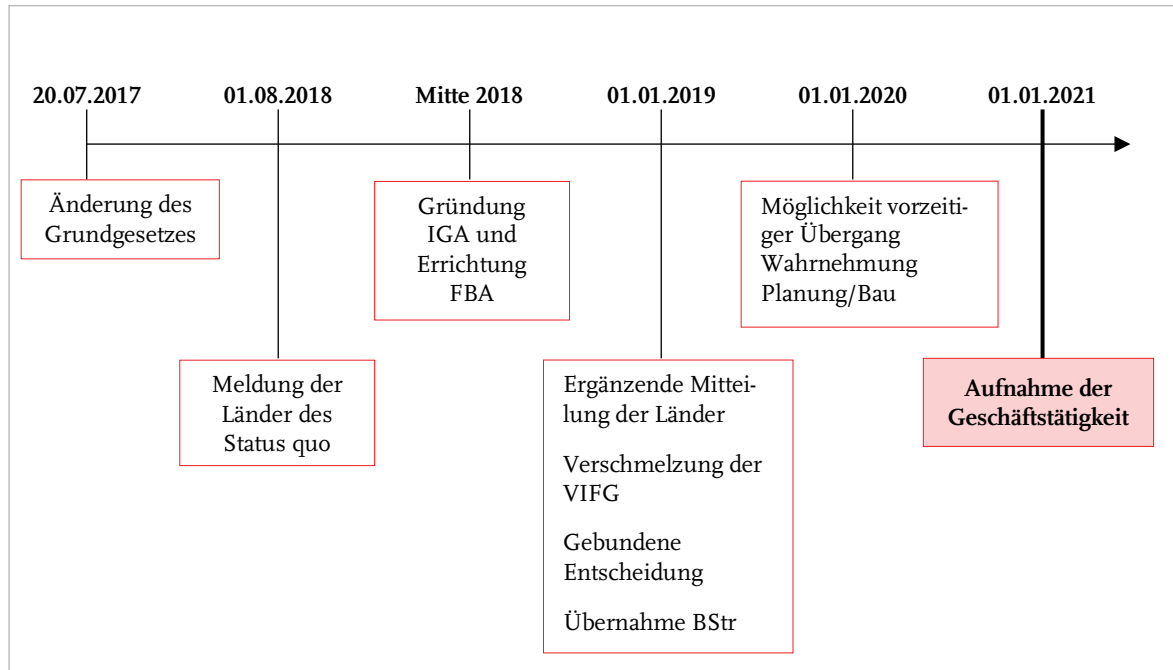 20.07.2017
01.08.2018
Mitte 2018
01.01.2019
01.01.2020
01.01.2021
Änderung des
Grundgesetzes
Meldung der
Länder des
Status quo
Gründung
IGA und
Errichtung
FBA
Ergänzende Mittei-
lung der Länder
Verschmelzung der
VIFG
Gebundene
Entscheidung
Übernahme BStr
Möglichkeit vorzeiti-
ger Übergang
Wahrnehmung
Planung/Bau
Aufnahme der
Geschäftstätigkeit